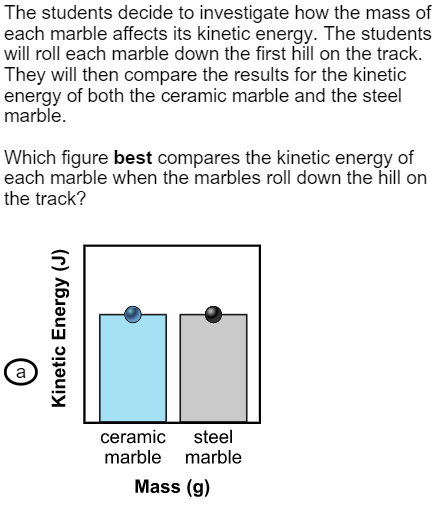 The students decide to investigate how the mass of
each marble affects its kinetic energy. The students
will roll each marble down the first hill on the track.
They will then compare the results for the kinetic
energy of both the ceramic marble and the steel
marble.
Which figure best compares the kinetic energy of
each marble when the marbles roll down the hill on
the track?
a
Kinetic Energy (J)
ceramic steel
marble marble
Mass (g)